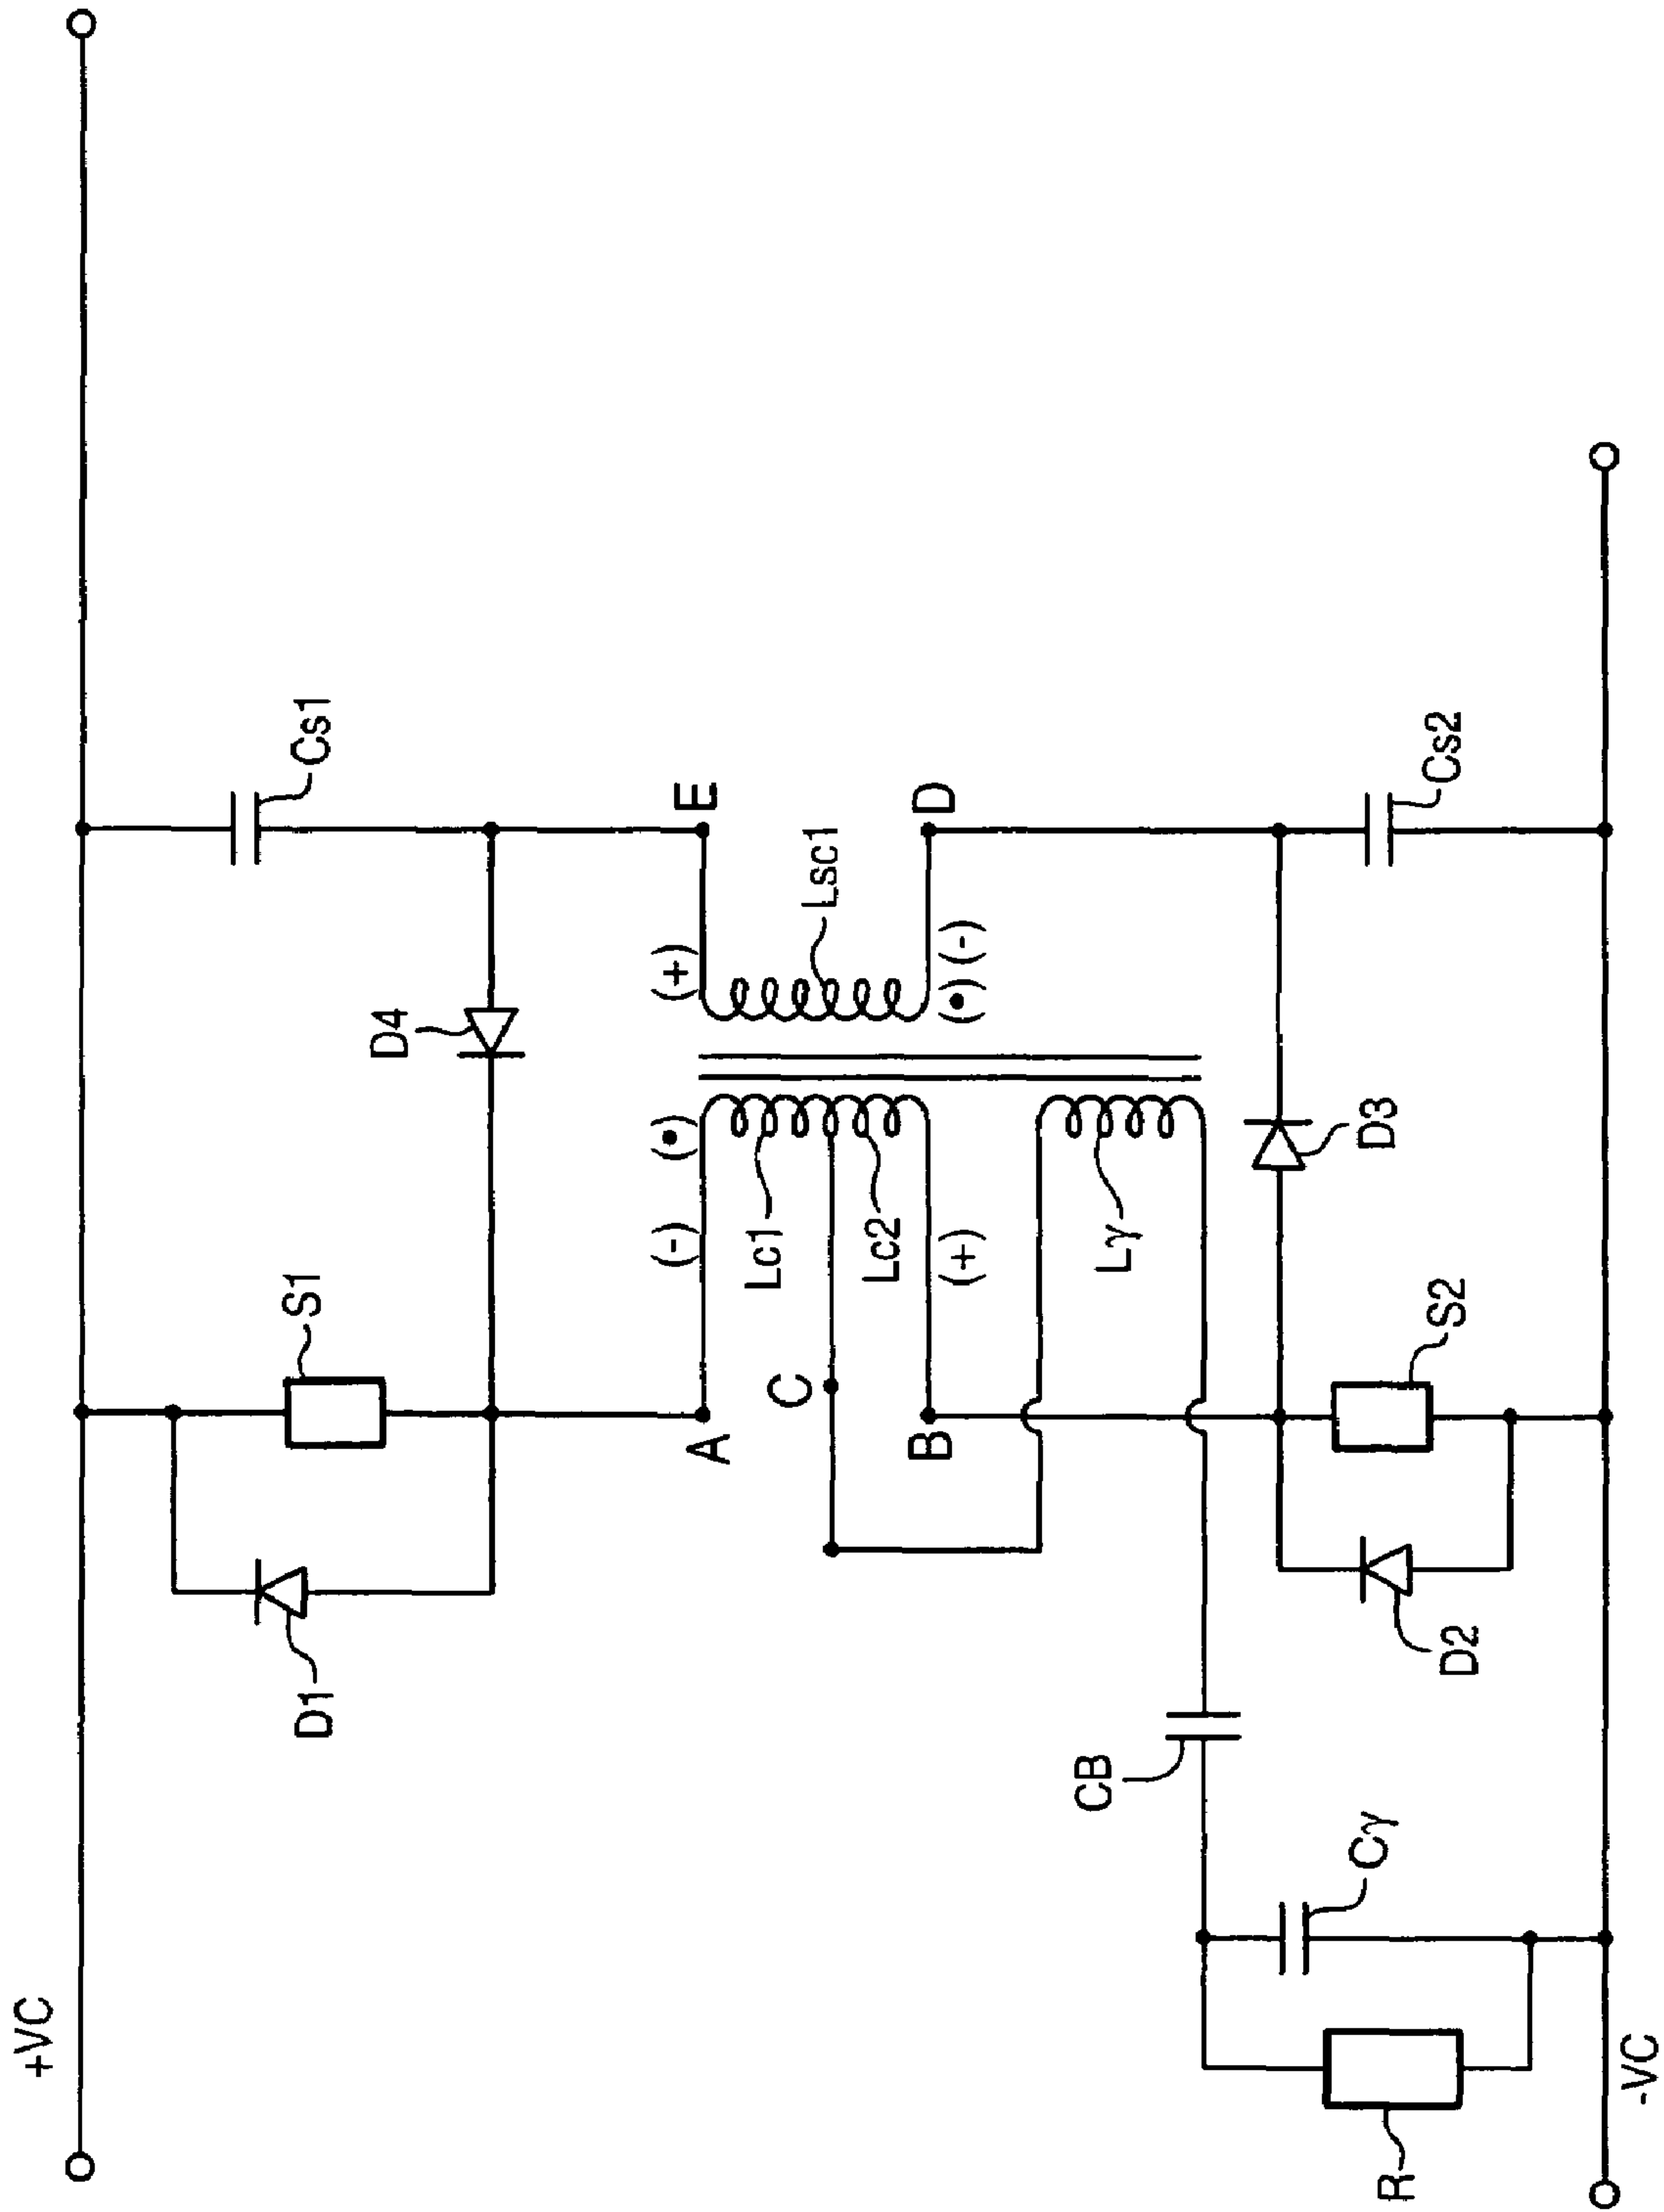 +VC
Cs1
S1
D4
D1
E
(+)
(•)
(-)
A
Lsc1
Lc1
C
Lc2
D
(•) (-)
(+)
B
Lγ
CB
D3
Cγ
Cs2
S2
D2
R
-VC